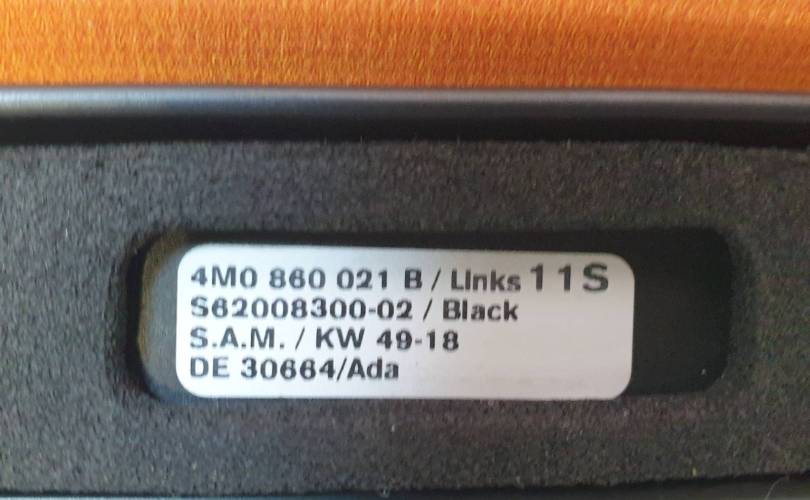 4M0 860 021 B / Links 11S
S62008300-02 / Black
S.A.M. / KW 49-18
DE 30664/Ada